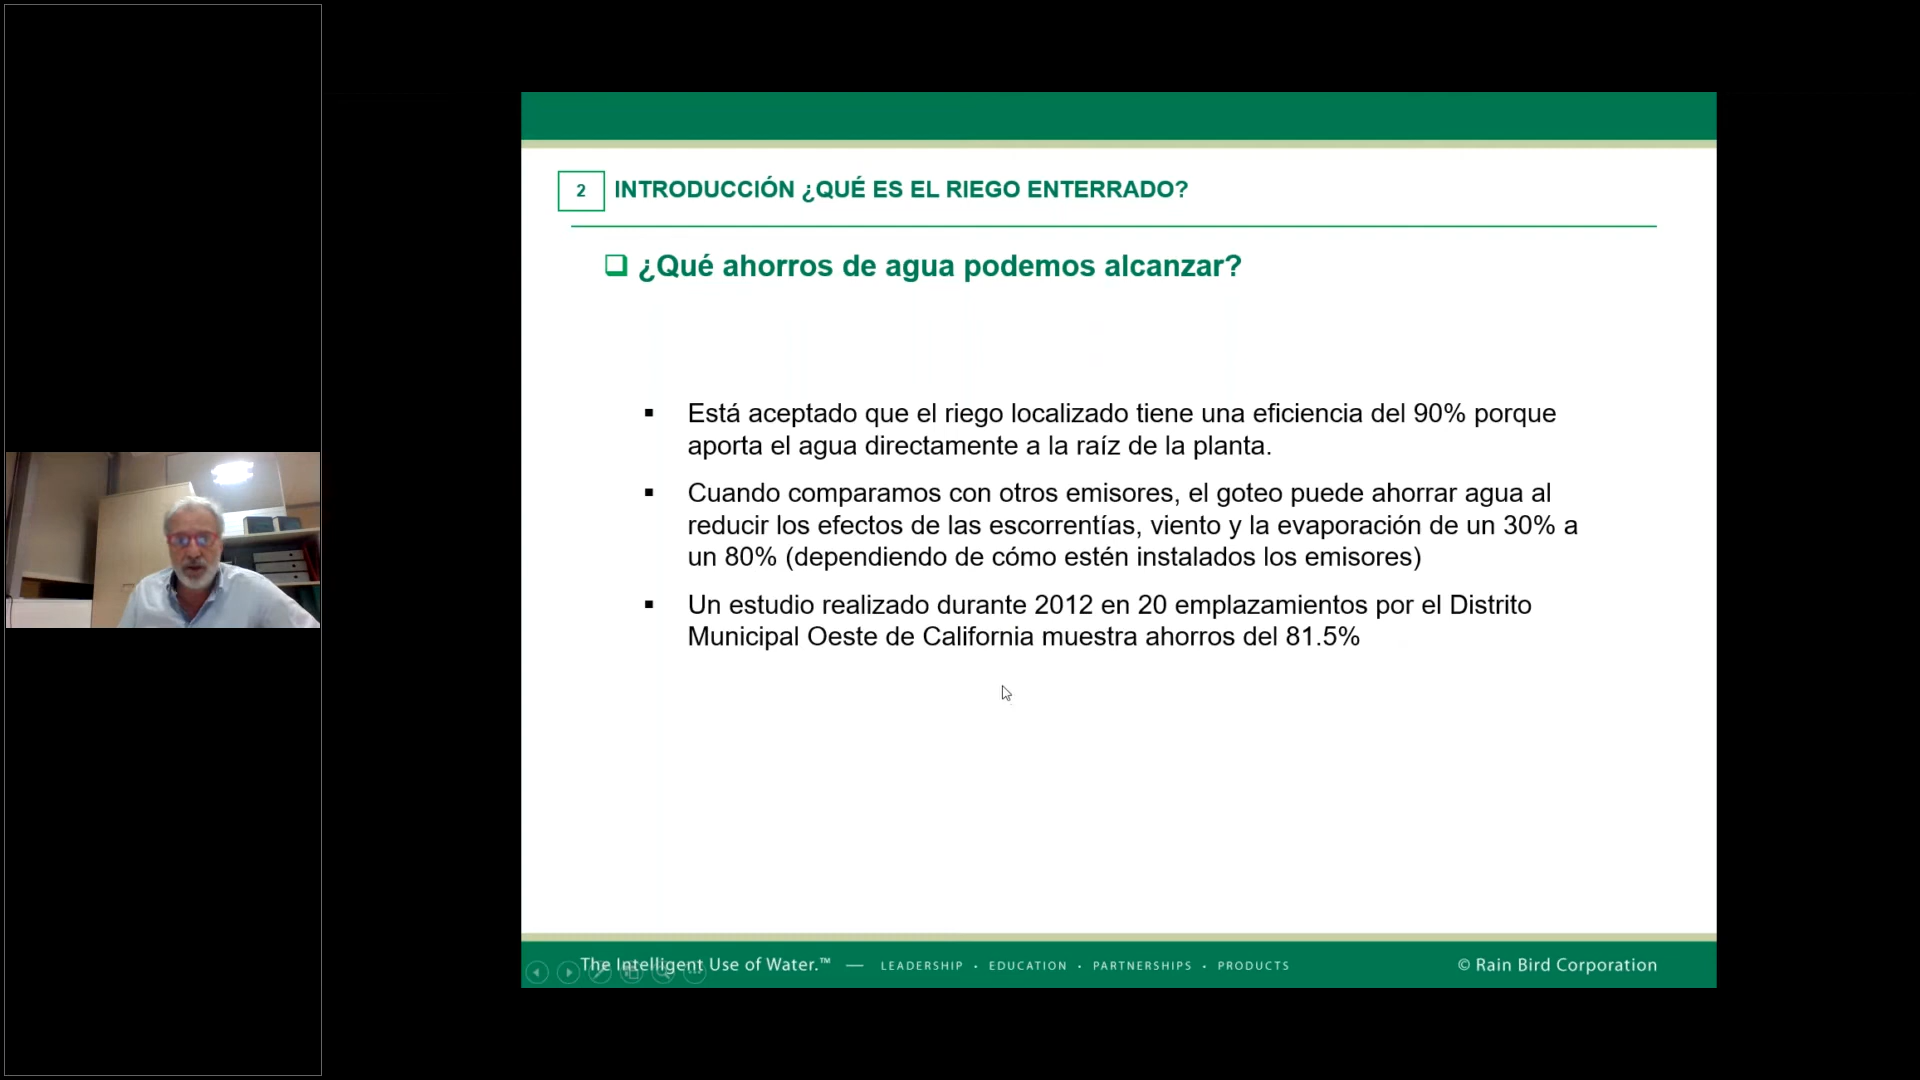 2
INTRODUCCIÓN ¿QUÉ ES EL RIEGO ENTERRADO?
¿Qué ahorros de agua podemos alcanzar?
Está aceptado que el riego localizado tiene una eficiencia del 90% porque
aporta el agua directamente a la raíz de la planta.
Cuando comparamos con otros emisores, el goteo puede ahorrar agua al
reducir los efectos de las escorrentías, viento y la evaporación de un 30% a
un 80% (dependiendo de cómo estén instalados los emisores)
Un estudio realizado durante 2012 en 20 emplazamientos por el Distrito
Municipal Oeste de California muestra ahorros del 81.5%
The Intelligent Use of Water.™ — LEADERSHIP • EDUCATION • PARTNERSHIPS • PRODUCTS
© Rain Bird Corporation